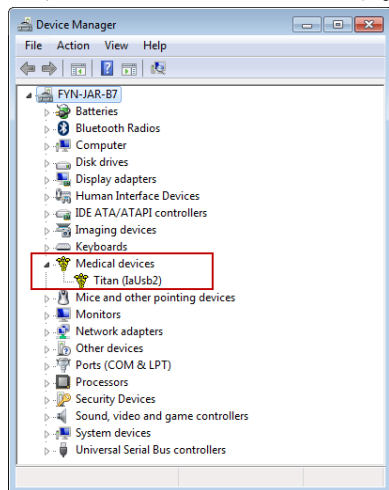 Device Manager
File Action View Help
FYN-JAR-B7
Batteries
Bluetooth Radios
Computer
Disk drives
Display adapters
Human Interface Devices
IDE ATA/ATAPI controllers
Imaging devices
Keyboards
Medical devices
Titan (IaUsb2)
Mice and other pointing devices
Monitors
Network adapters
Other devices
Ports (COM & LPT)
Processors
Security Devices
Sound, video and game controllers
System devices
Universal Serial Bus controllers